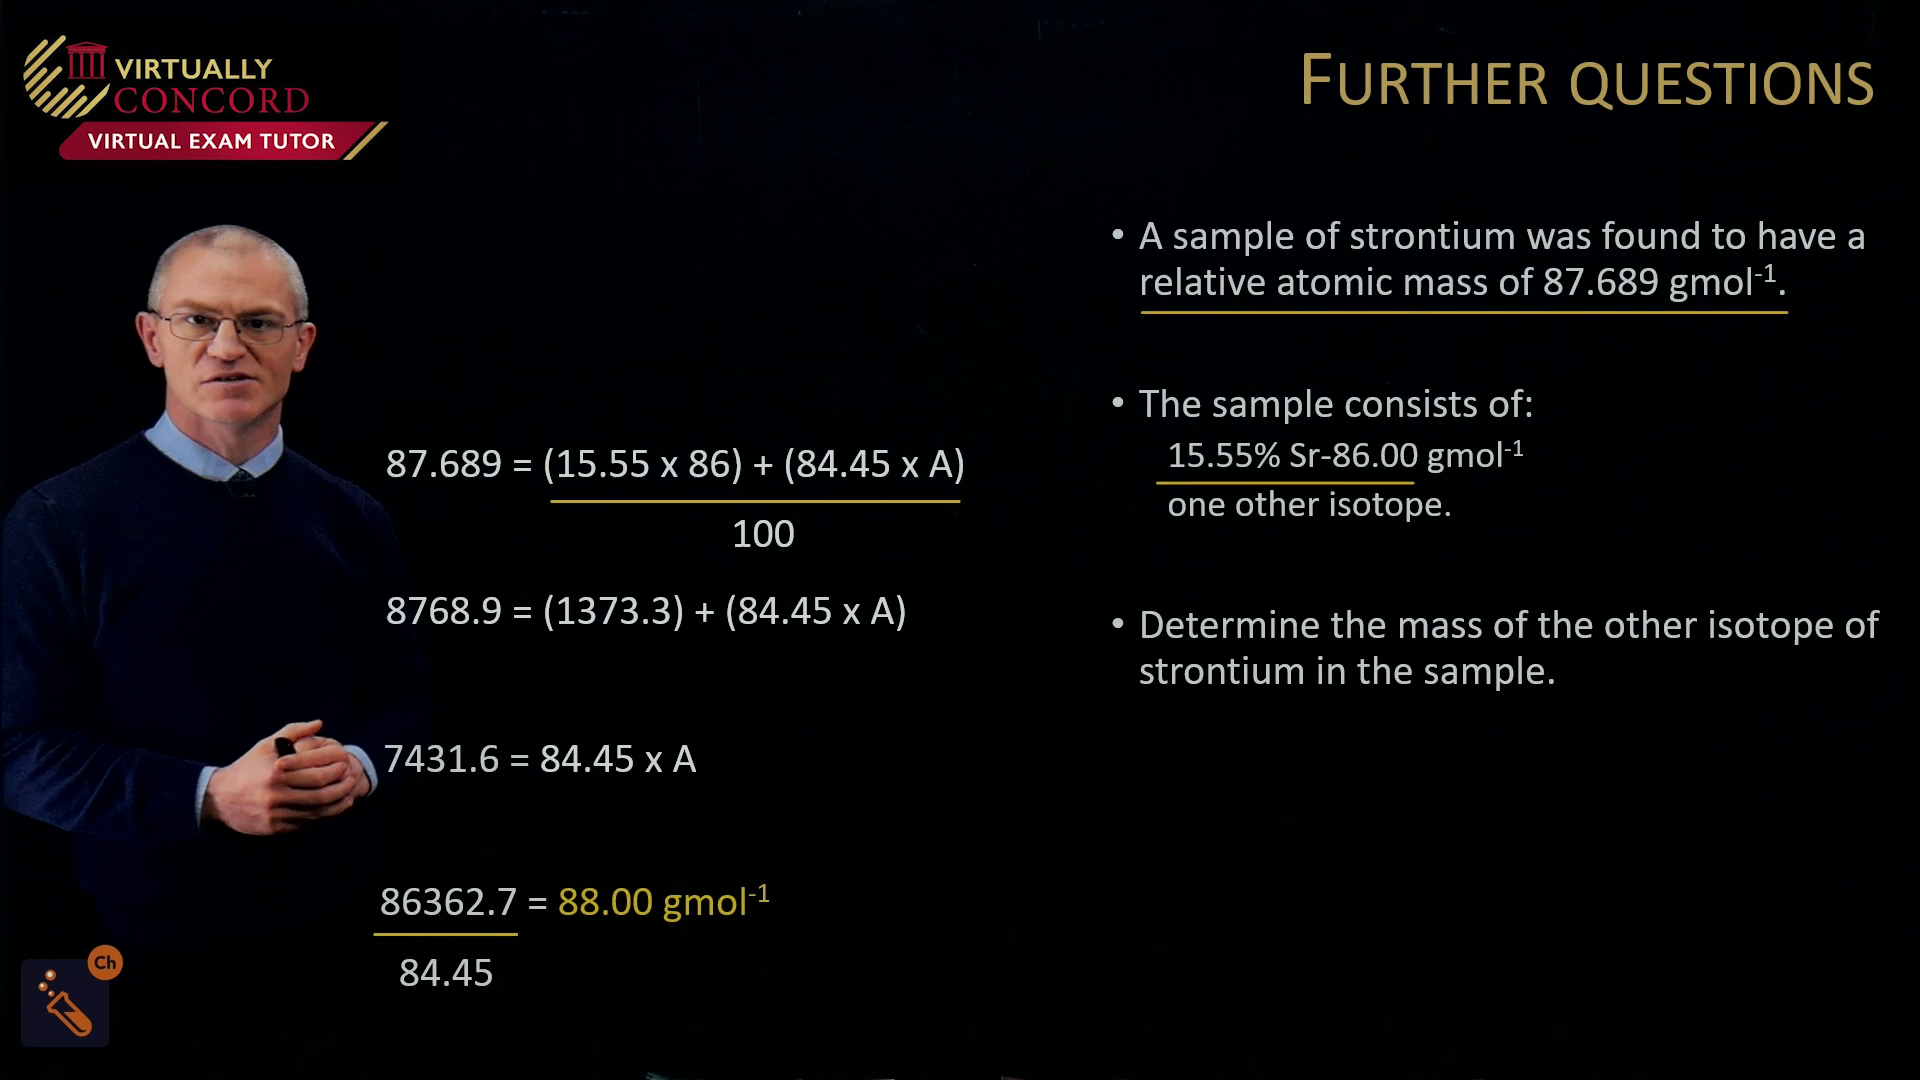 VIRTUALLY
CONCORD
VIRTUAL EXAM TUTOR
FURTHER QUESTIONS
• A sample of strontium was found to have a
relative atomic mass of 87.689 gmol⁻¹.
• The sample consists of:
15.55% Sr-86.00 gmol⁻¹
one other isotope.
• Determine the mass of the other isotope of
strontium in the sample.
87.689 = (15.55 x 86) + (84.45 x A)
100
8768.9 = (1373.3) + (84.45 x A)
7431.6 = 84.45 x A
86362.7 = 88.00 gmol⁻¹
84.45
Ch